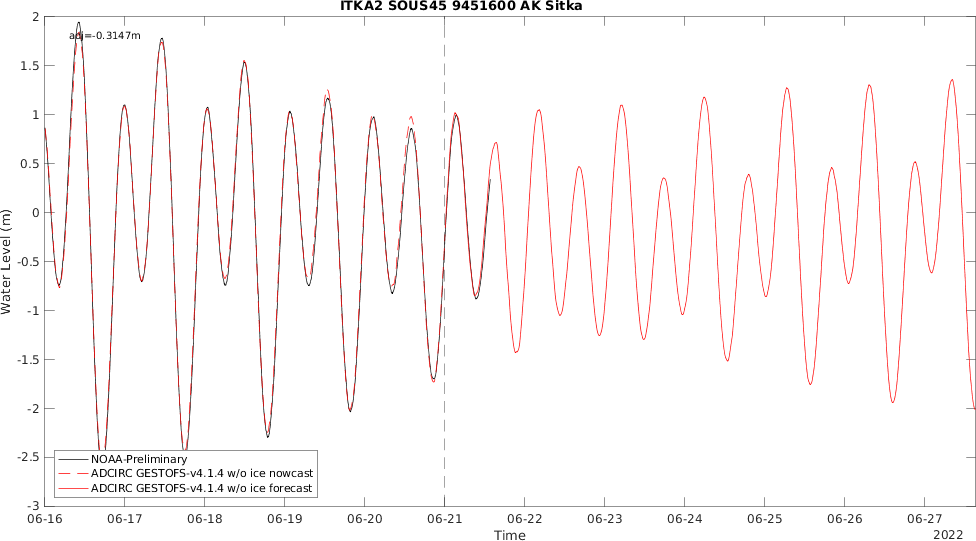 ITKA2 SOUS45 9451600 AK Sitka
adj=-0.3147m
2
1.5
1
0.5
0
-0.5
-1
-1.5
-2
-2.5
-3
Water Level (m)
NOAA-Preliminary
ADCIRC GESTOFS-v4.1.4 w/o ice nowcast
ADCIRC GESTOFS-v4.1.4 w/o ice forecast
06-16 06-17 06-18 06-19 06-20 06-21 06-22 06-23 06-24 06-25 06-26 06-27
Time
2022